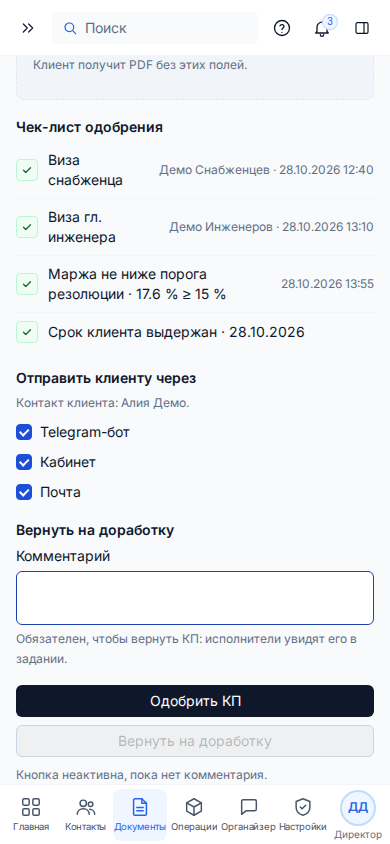 Поиск
3
Клиент получит PDF без этих полей.
Чек-лист одобрения
Виза
снабженца
Демо Снабженцев · 28.10.2026 12:40
Виза гл.
инженера
Демо Инженеров · 28.10.2026 13:10
Маржа не ниже порога
резолюции · 17.6 % ≥ 15 %
28.10.2026 13:55
Срок клиента выдержан · 28.10.2026
Отправить клиенту через
Контакт клиента: Алия Демо.
Telegram-бот
Кабинет
Почта
Вернуть на доработку
Комментарий
Обязателен, чтобы вернуть КП: исполнители увидят его в
задании.
Одобрить КП
Вернуть на доработку
Кнопка неактивна, пока нет комментария.
Главная
Контакты
Документы
Операции
Органайзер
Настройки
ДД
Директор